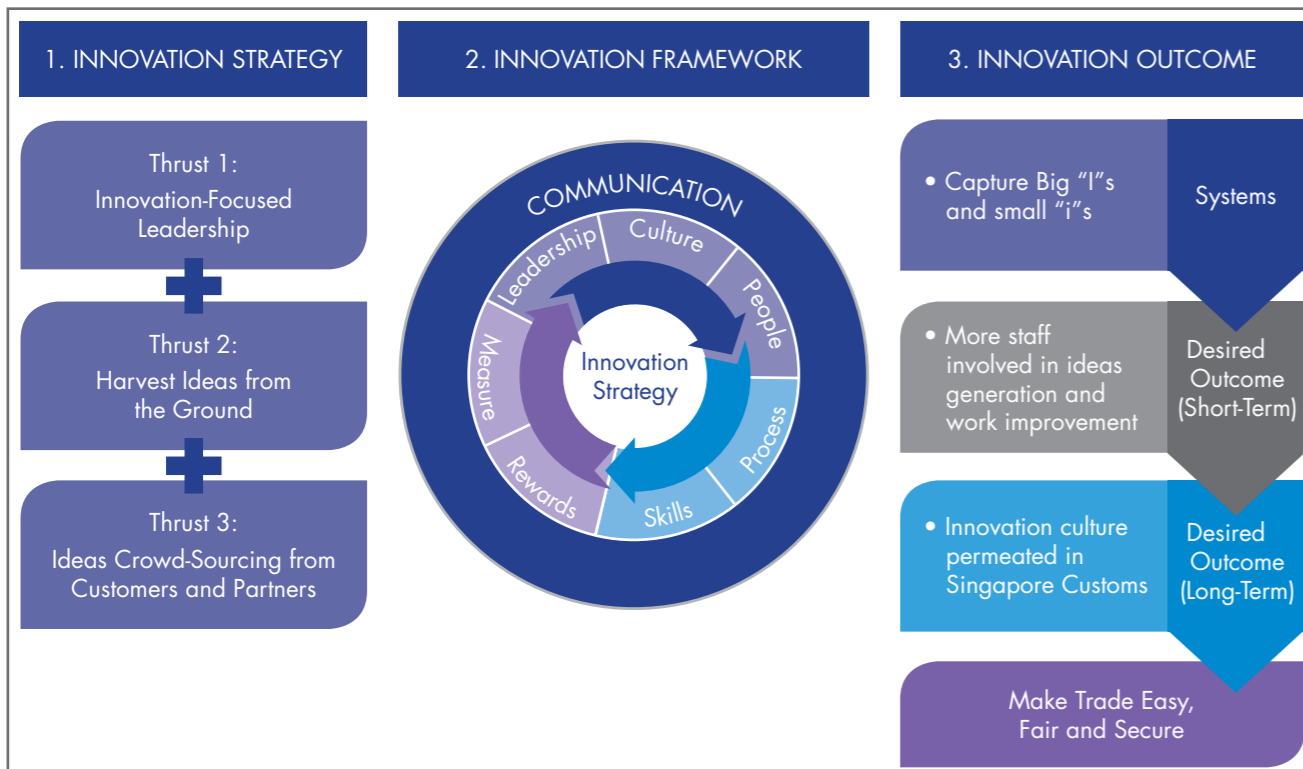 1. INNOVATION STRATEGY
Thrust 1:
Innovation-Focused
Leadership
Thrust 2:
Harvest Ideas from
the Ground
Thrust 3:
Ideas Crowd-Sourcing from
Customers and Partners
2. INNOVATION FRAMEWORK
COMMUNICATION
Leadership
Culture
People
Process
Skills
Rewards
Measure
Innovation
Strategy
3. INNOVATION OUTCOME
• Capture Big “I”s
and small “i”s
Systems
• More staff
involved in ideas
generation and
work improvement
Desired
Outcome
(Short-Term)
• Innovation culture
permeated in
Singapore Customs
Desired
Outcome
(Long-Term)
Make Trade Easy,
Fair and Secure